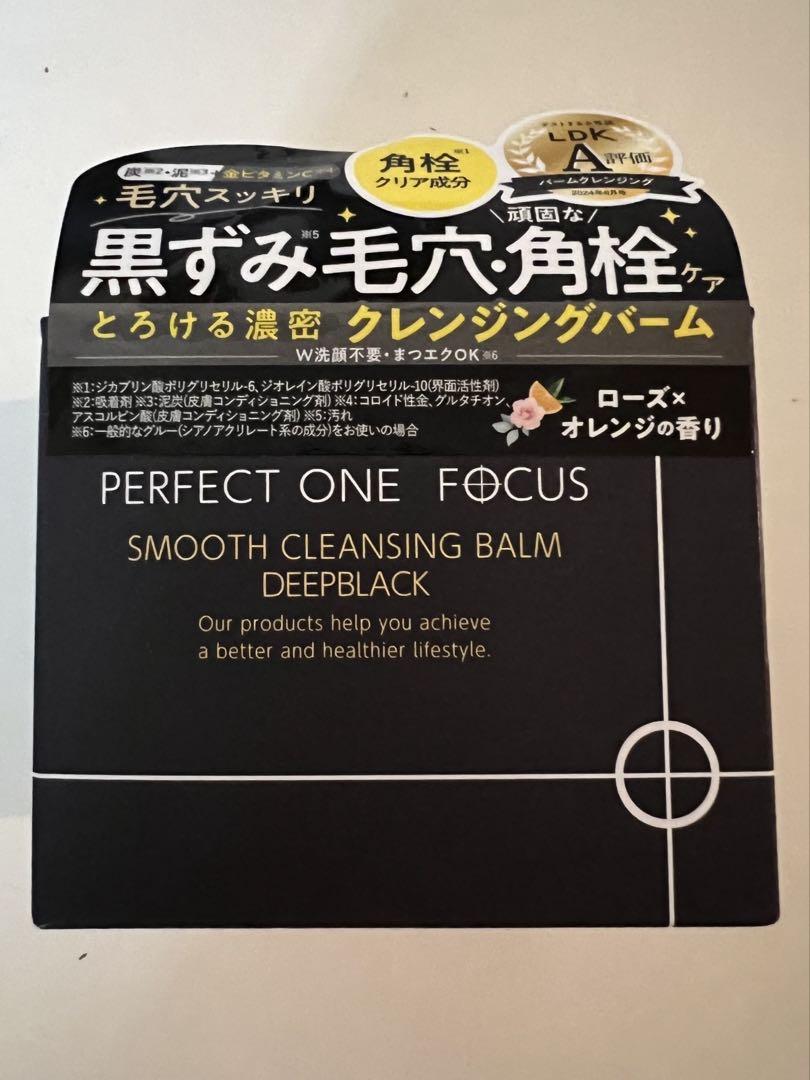 炭※2・泥※3+金ビタミンC※4
毛穴スッキリ
角栓※1
クリア成分
LDK
A評価
バームクレンジング
2024年6月号
頑固な
黒ずみ※5毛穴・角栓ケア
とろける濃密 クレンジングバーム
W洗顔不要・まつエクOK※6
※1:ジカプリン酸ポリグリセリル-6、ジオレイン酸ポリグリセリル-10(界面活性剤)
※2:吸着剤 ※3:泥炭(皮膚コンディショニング剤) ※4:コロイド性金、グルタチオン、
アスコルビン酸(皮膚コンディショニング剤) ※5:汚れ
※6:一般的なグルー(シアノアクリレート系の成分)をお使いの場合
ローズ×
オレンジの香り
PERFECT ONE FOCUS
SMOOTH CLEANSING BALM
DEEPBLACK
Our products help you achieve
a better and healthier lifestyle.